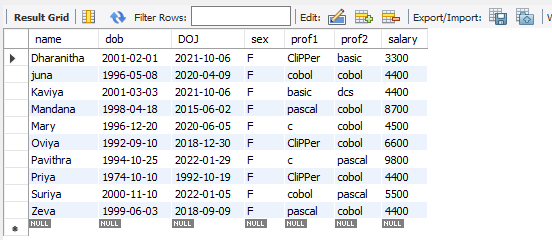 Result Grid Filter Rows: Edit: Export/Import:
name dob DOJ sex prof1 prof2 salary
Dharanitha 2001-02-01 2021-10-06 F CliPPer basic 3300
juna 1996-05-08 2020-04-09 F cobol cobol 4400
Kaviya 2001-03-03 2021-10-06 F basic dcs 4400
Mandana 1998-04-18 2015-06-02 F pascal cobol 8700
Mary 1996-12-20 2020-06-05 F c cobol 4500
Oviya 1992-09-10 2018-12-30 F CliPPer cobol 6600
Pavithra 1994-10-25 2022-01-29 F c pascal 9800
Priya 1974-10-10 1992-10-19 F CliPPer cobol 4400
Suriya 2000-11-10 2022-01-05 F cobol pascal 5500
Zeva 1999-06-03 2018-09-09 F pascal cobol 4400
NULL NULL NULL NULL NULL NULL NULL